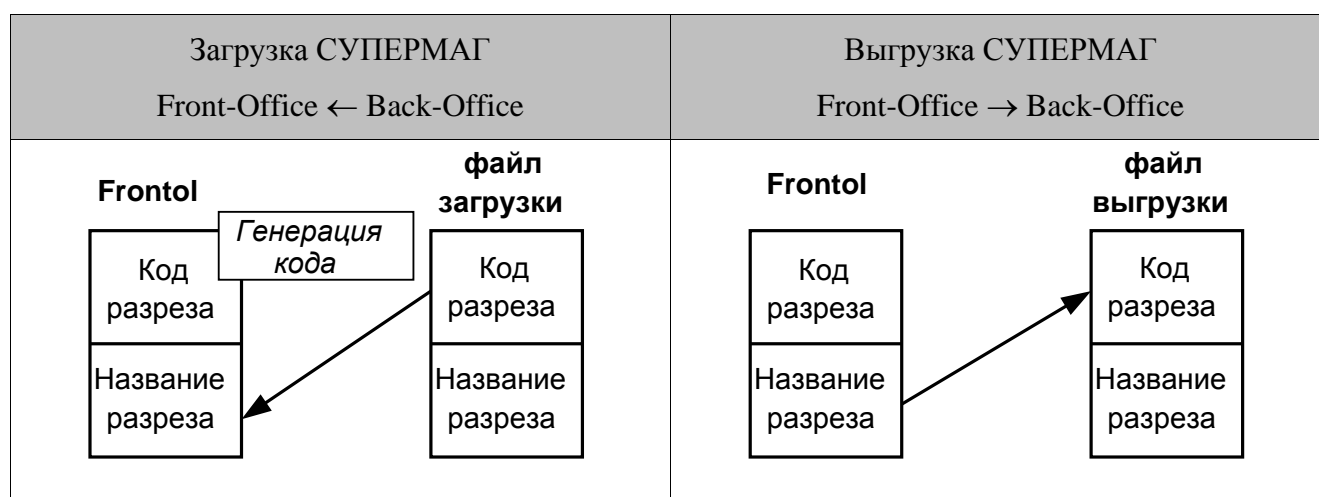 Загрузка СУПЕРМАГ
Front-Office ← Back-Office
Выгрузка СУПЕРМАГ
Front-Office → Back-Office
Frontol
файл
загрузки
Генерация
кода
Код
разреза
Код
разреза
Название
разреза
Название
разреза
Frontol
файл
выгрузки
Код
разреза
Код
разреза
Название
разреза
Название
разреза